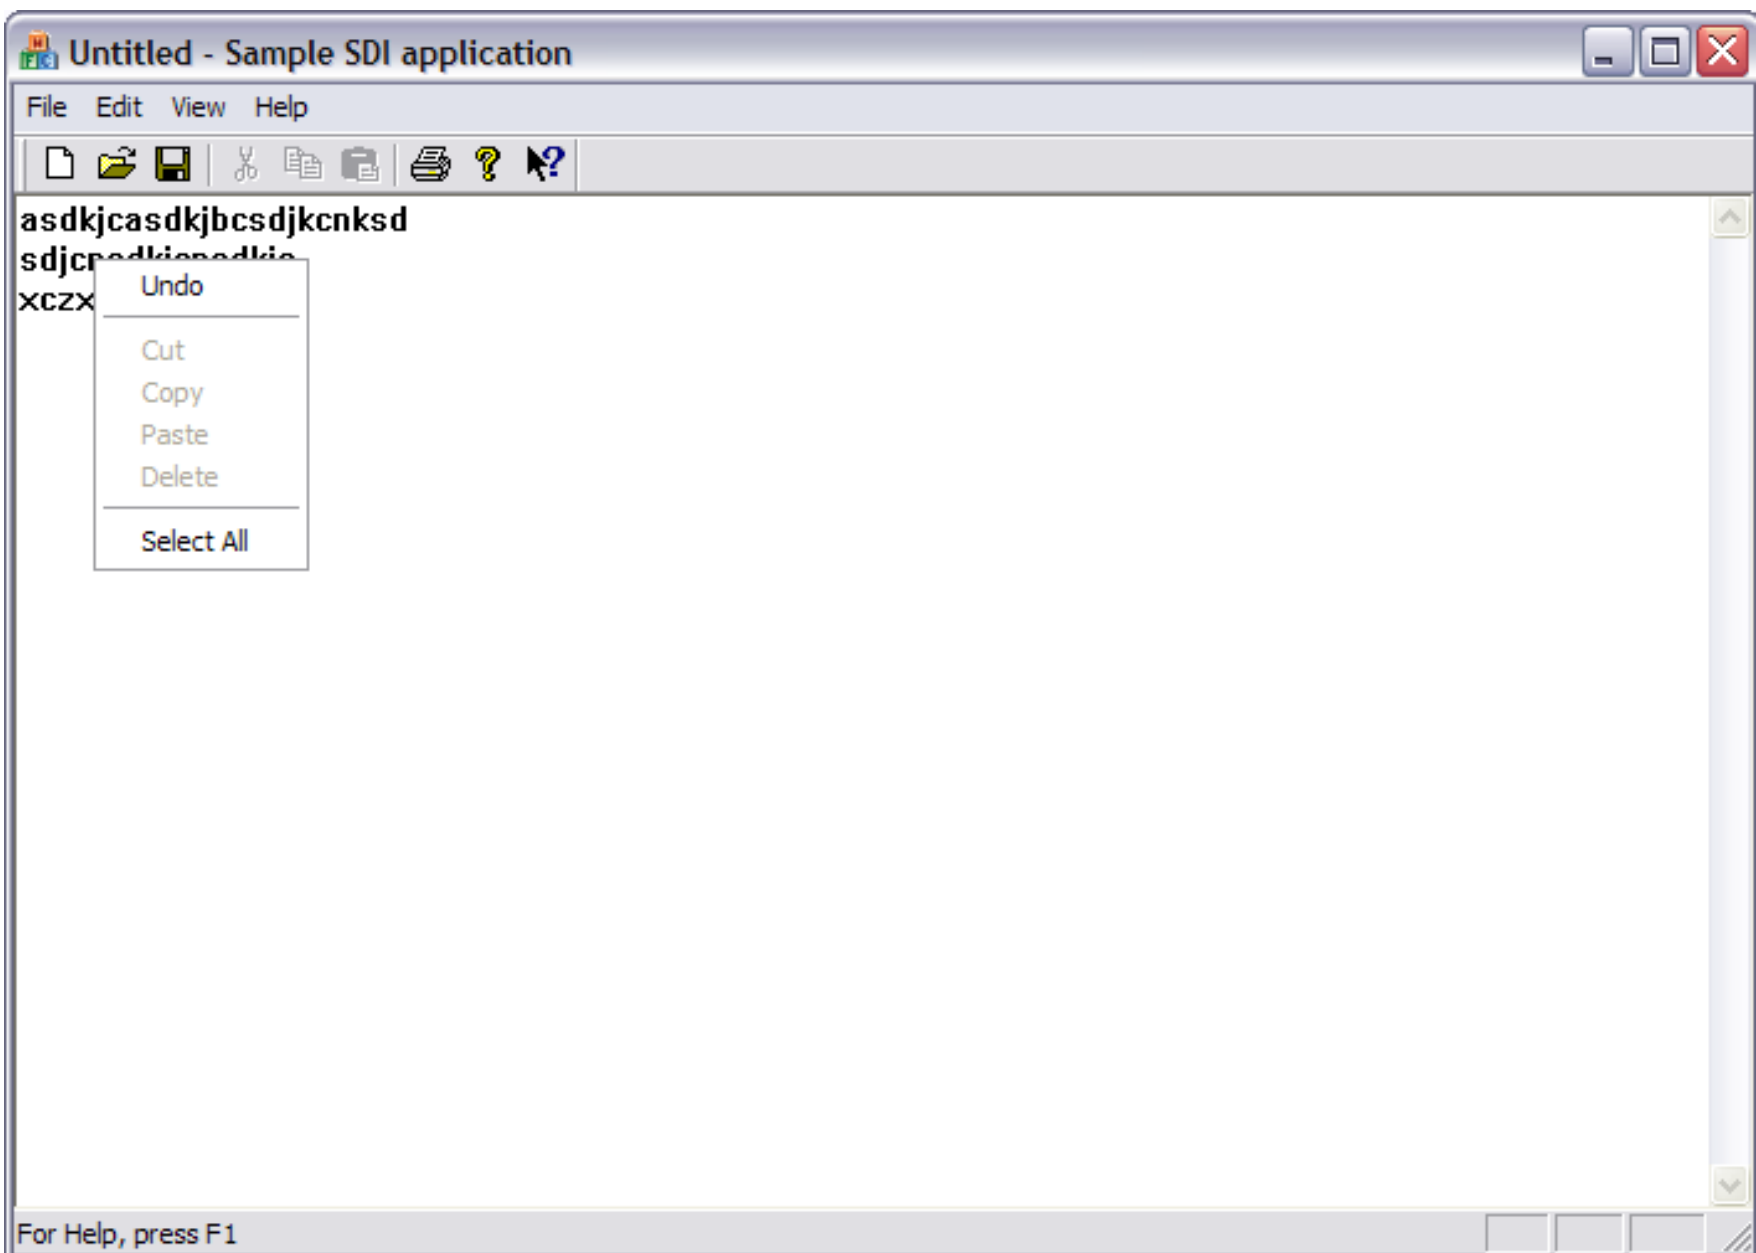 Untitled - Sample SDI application
File Edit View Help
asdkjcasdkjbcsdjkcnksd
xczx
Undo
Cut
Copy
Paste
Delete
Select All
For Help, press F1